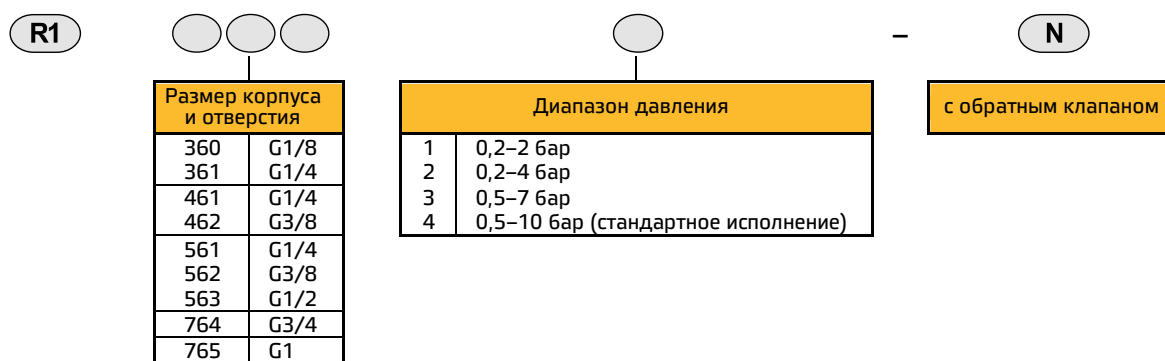 R1 – N
Размер корпуса
и отверстия
360 G1/8
361 G1/4
461 G1/4
462 G3/8
561 G1/4
562 G3/8
563 G1/2
764 G3/4
765 G1
Диапазон давления
1 0,2–2 бар
2 0,2–4 бар
3 0,5–7 бар
4 0,5–10 бар (стандартное исполнение)
с обратным клапаном